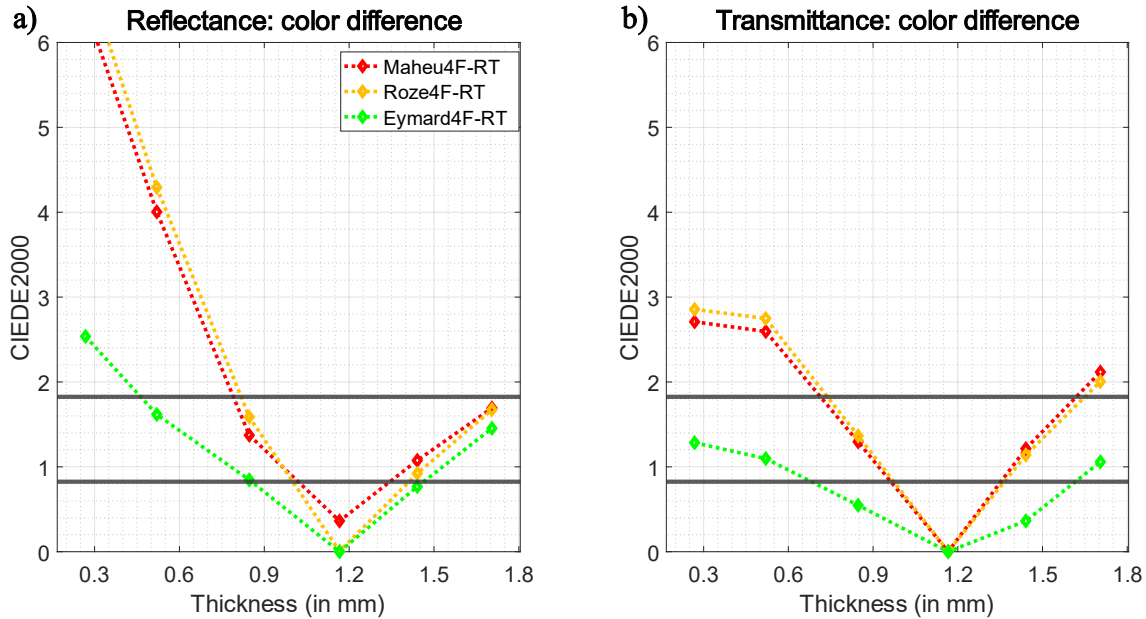 a)
Reflectance: color difference
6
5
4
3
2
1
0
CIEDE2000
0.3 0.6 0.9 1.2 1.5 1.8
Thickness (in mm)
Maheu4F-RT
Roze4F-RT
Eymard4F-RT
b)
Transmittance: color difference
6
5
4
3
2
1
0
CIEDE2000
0.3 0.6 0.9 1.2 1.5 1.8
Thickness (in mm)